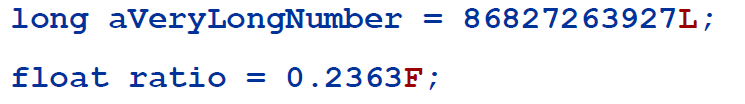 long aVeryLongNumber = 86827263927L;
float ratio = 0.2363F;